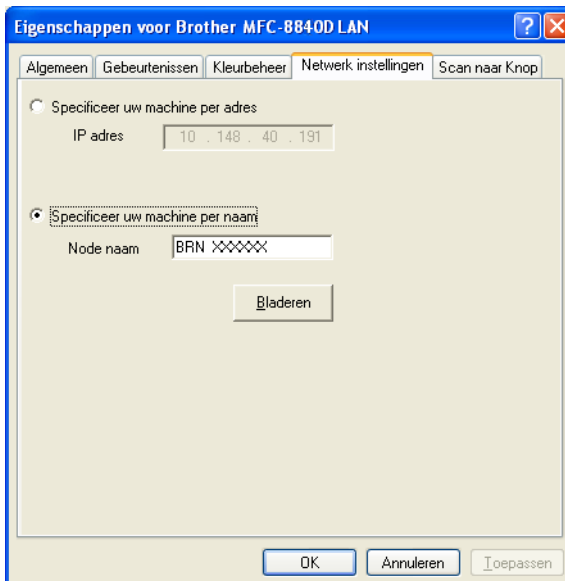 Eigenschappen voor Brother MFC-8840D LAN
Algemeen Gebeurtenissen Kleurbeheer Netwerk instellingen Scan naar Knop
Specificeer uw machine per adres
IP adres 10 . 148 . 40 . 191
Specificeer uw machine per naam
Node naam BRN XXXXXX
Bladeren
OK Annuleren Toepassen